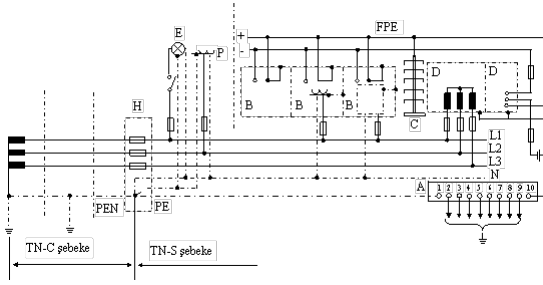 E
P
+
-
FPE
D
D
H
B
B
B
C
L1
L2
L3
N
A
1 2 3 4 5 6 7 8 9 10
PEN
PE
TN-C şebeke
TN-S şebeke